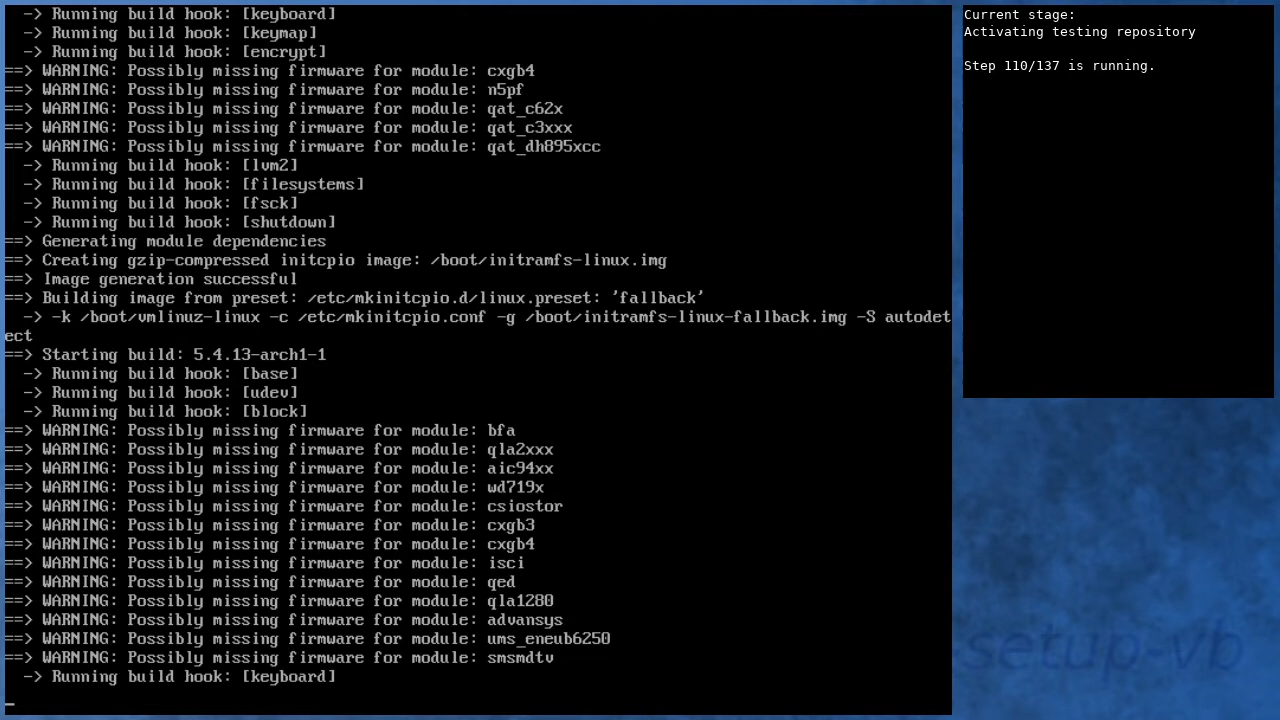 -> Running build hook: [keyboard]
-> Running build hook: [keymap]
-> Running build hook: [encrypt]
==> WARNING: Possibly missing firmware for module: cxgb4
==> WARNING: Possibly missing firmware for module: n5pf
==> WARNING: Possibly missing firmware for module: qat_c62x
==> WARNING: Possibly missing firmware for module: qat_c3xxx
==> WARNING: Possibly missing firmware for module: qat_dh895xcc
-> Running build hook: [lvm2]
-> Running build hook: [filesystems]
-> Running build hook: [fsck]
-> Running build hook: [shutdown]
==> Generating module dependencies
==> Creating gzip-compressed initcpio image: /boot/initramfs-linux.img
==> Image generation successful
==> Building image from preset: /etc/mkinitcpio.d/linux.preset: 'fallback'
-> -k /boot/vmlinuz-linux -c /etc/mkinitcpio.conf -g /boot/initramfs-linux-fallback.img -S autodet
ect
==> Starting build: 5.4.13-arch1-1
-> Running build hook: [base]
-> Running build hook: [udev]
-> Running build hook: [block]
==> WARNING: Possibly missing firmware for module: bfa
==> WARNING: Possibly missing firmware for module: qla2xxx
==> WARNING: Possibly missing firmware for module: aic94xx
==> WARNING: Possibly missing firmware for module: wd719x
==> WARNING: Possibly missing firmware for module: csiostor
==> WARNING: Possibly missing firmware for module: cxgb3
==> WARNING: Possibly missing firmware for module: cxgb4
==> WARNING: Possibly missing firmware for module: isci
==> WARNING: Possibly missing firmware for module: qed
==> WARNING: Possibly missing firmware for module: qla1280
==> WARNING: Possibly missing firmware for module: advansys
==> WARNING: Possibly missing firmware for module: ums_eneub6250
==> WARNING: Possibly missing firmware for module: smsmdtv
-> Running build hook: [keyboard]
_
Current stage:
Activating testing repository
Step 110/137 is running.
setup-vb